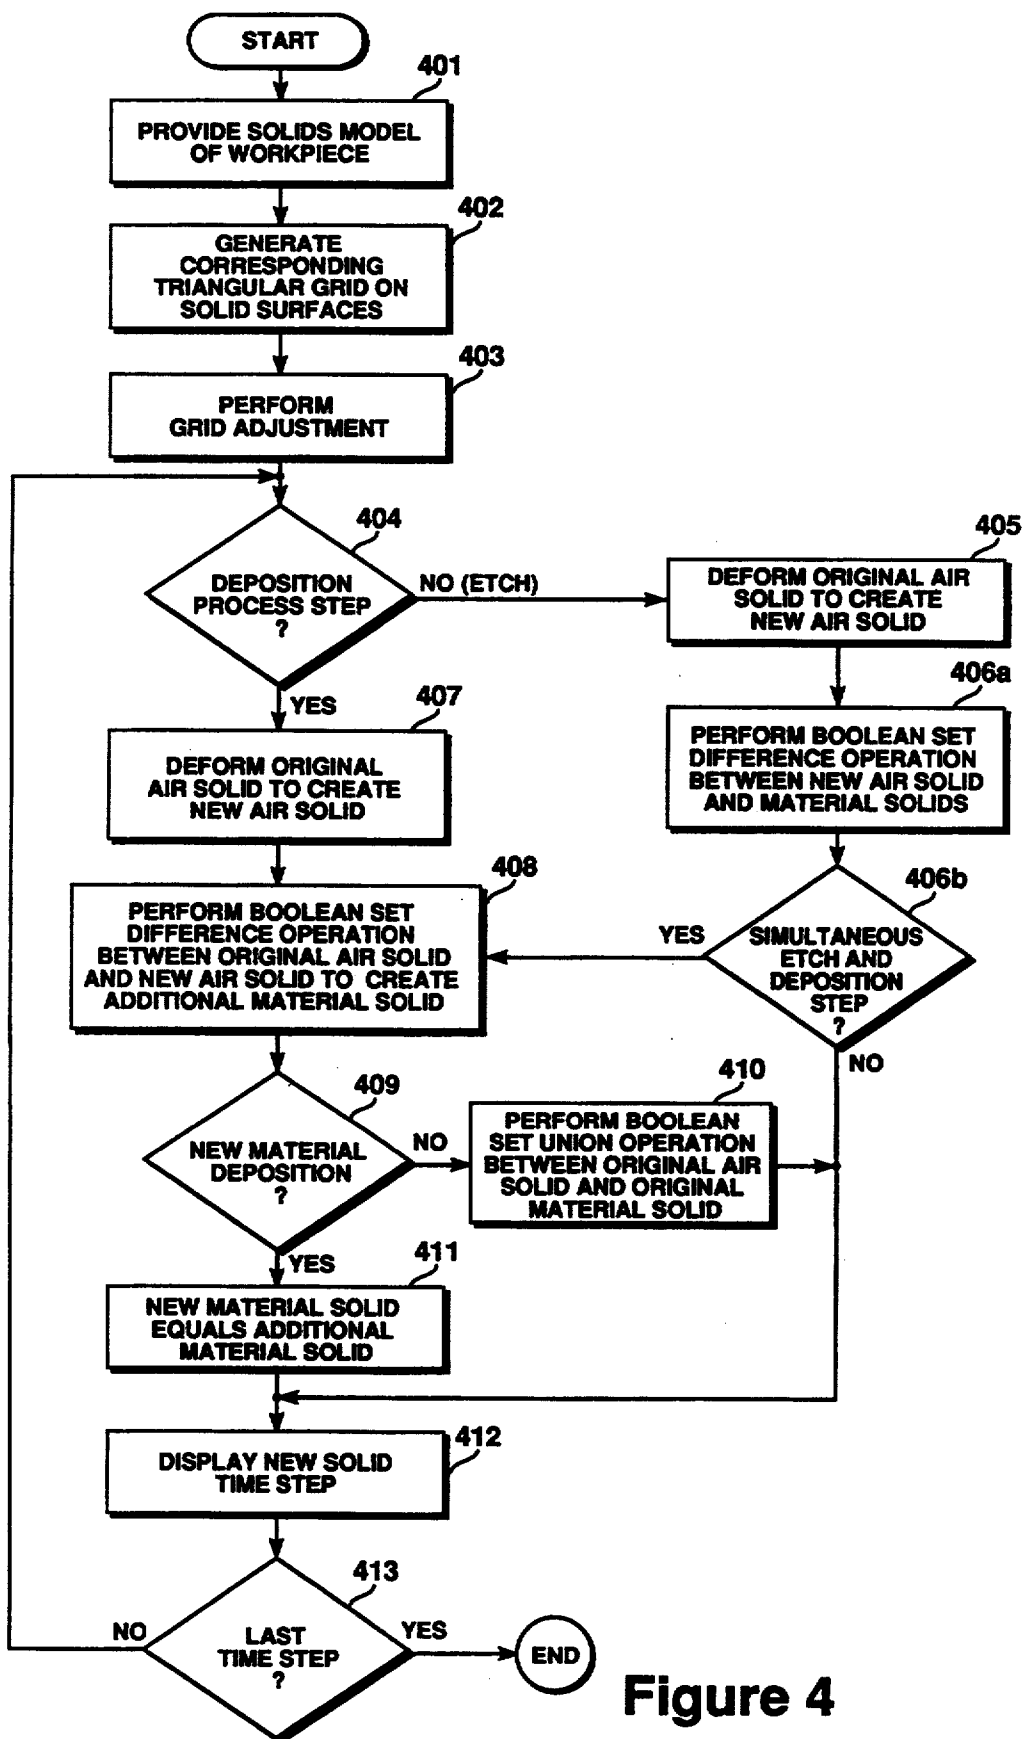 START
401
PROVIDE SOLIDS MODEL
OF WORKPIECE
402
GENERATE
CORRESPONDING
TRIANGULAR GRID ON
SOLID SURFACES
403
PERFORM
GRID ADJUSTMENT
404
DEPOSITION
PROCESS STEP
?
NO (ETCH)
405
DEFORM ORIGINAL AIR
SOLID TO CREATE
NEW AIR SOLID
406a
PERFORM BOOLEAN SET
DIFFERENCE OPERATION
BETWEEN NEW AIR SOLID
AND MATERIAL SOLIDS
YES
407
DEFORM ORIGINAL
AIR SOLID TO CREATE
NEW AIR SOLID
406b
SIMULTANEOUS
ETCH AND
DEPOSITION
STEP
?
YES
NO
408
PERFORM BOOLEAN SET
DIFFERENCE OPERATION
BETWEEN ORIGINAL AIR SOLID
AND NEW AIR SOLID TO CREATE
ADDITIONAL MATERIAL SOLID
409
NEW MATERIAL
DEPOSITION
?
NO
410
PERFORM BOOLEAN
SET UNION OPERATION
BETWEEN ORIGINAL AIR
SOLID AND ORIGINAL
MATERIAL SOLID
YES
411
NEW MATERIAL SOLID
EQUALS ADDITIONAL
MATERIAL SOLID
412
DISPLAY NEW SOLID
TIME STEP
413
LAST
TIME STEP
?
NO
YES
END
Figure 4